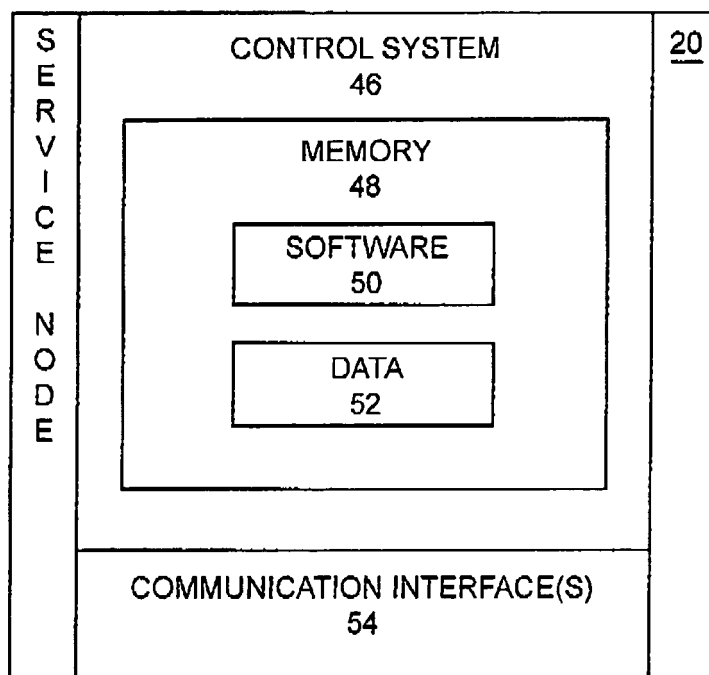 SERVICE NODE
CONTROL SYSTEM
46
20
MEMORY
48
SOFTWARE
50
DATA
52
COMMUNICATION INTERFACE(S)
54